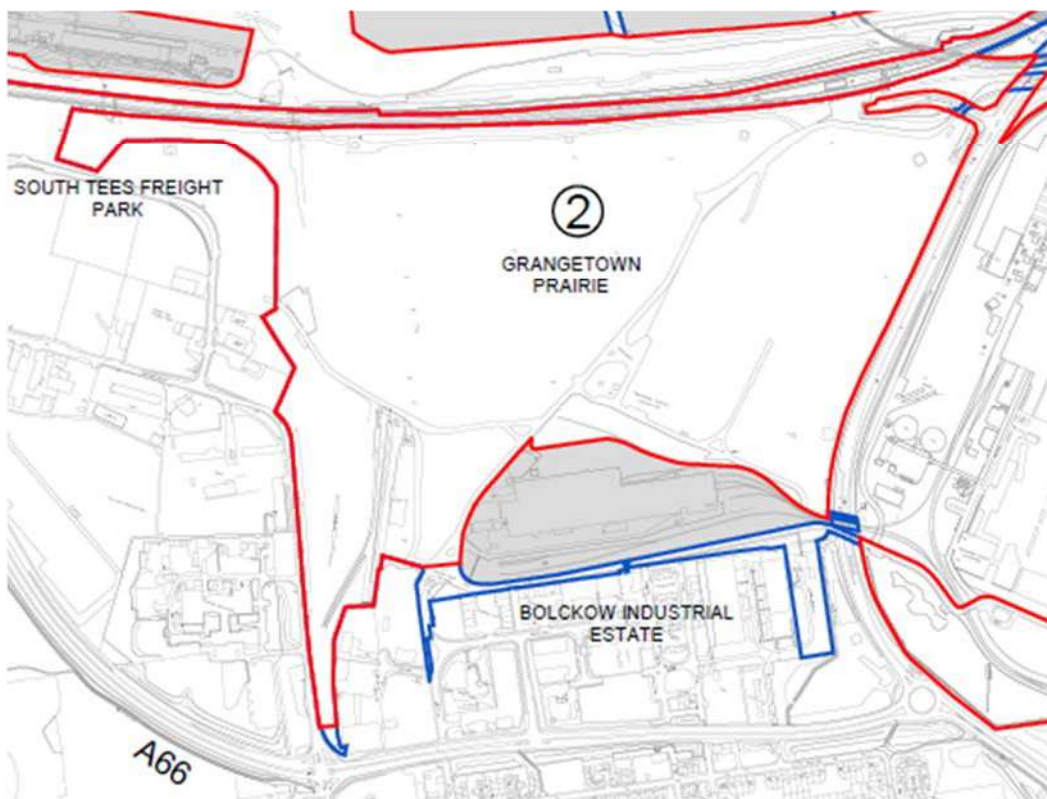 SOUTH TEES FREIGHT
PARK
2
GRANGETOWN
PRAIRIE
BOLCKOW INDUSTRIAL
ESTATE
A66